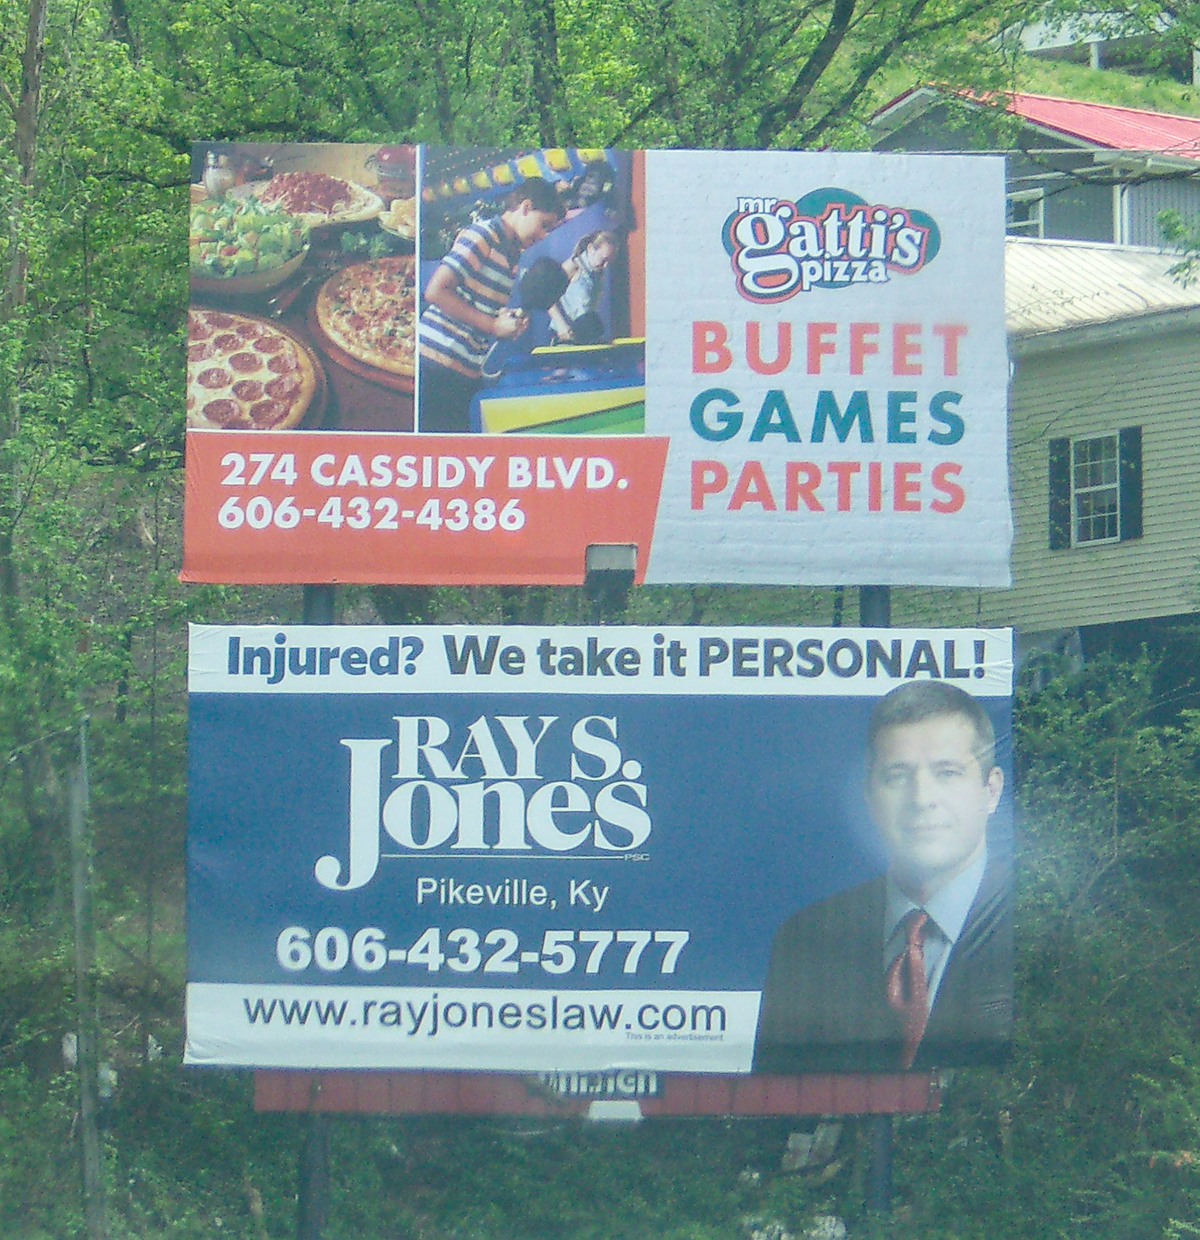 mr
gatti's
pizza
BUFFET
GAMES
PARTIES
274 CASSIDY BLVD.
606-432-4386
Injured? We take it PERSONAL!
RAY S.
JONES
PSC
Pikeville, Ky
606-432-5777
www.rayjoneslaw.com
This is an advertisement